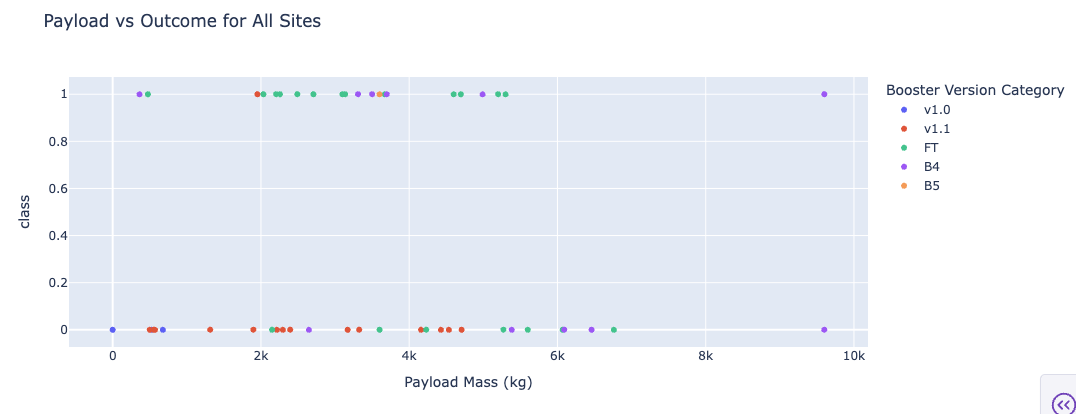 Payload vs Outcome for All Sites
1
0.8
0.6
0.4
0.2
0
class
0 2k 4k 6k 8k 10k
Payload Mass (kg)
Booster Version Category
v1.0
v1.1
FT
B4
B5